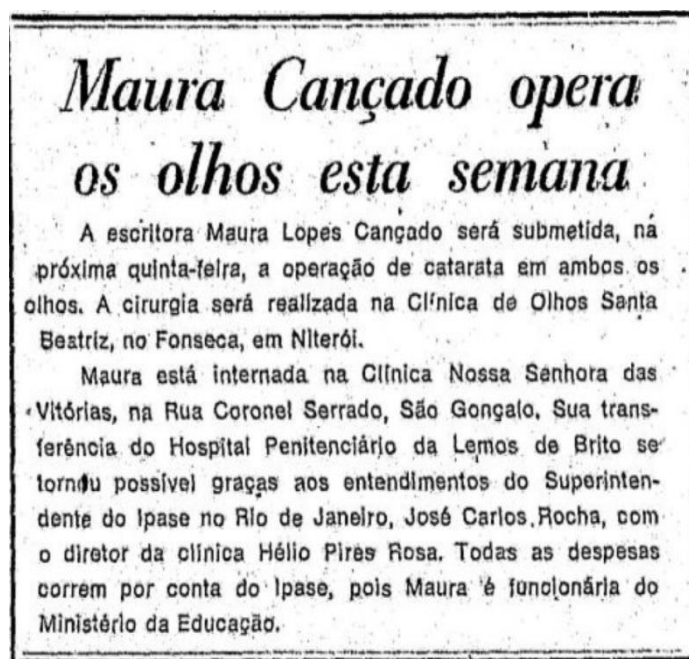 Maura Cançado opera
os olhos esta semana
A escritora Maura Lopes Cançado será submetida, na
próxima quinta-feira, a operação de catarata em ambos os
olhos. A cirurgia será realizada na Clínica de Olhos Santa
Beatriz, no Fonseca, em Niterói.
Maura está internada na Clínica Nossa Senhora das
Vitórias, na Rua Coronel Serrado, São Gonçalo. Sua trans-
ferência do Hospital Penitenciário da Lemos de Brito se
tornou possível graças aos entendimentos do Superinten-
dente do Ipase no Rio de Janeiro, José Carlos Rocha, com
o diretor da clínica Hélio Pires Rosa. Todas as despesas
correm por conta do Ipase, pois Maura é funcionária do
Ministério da Educação.